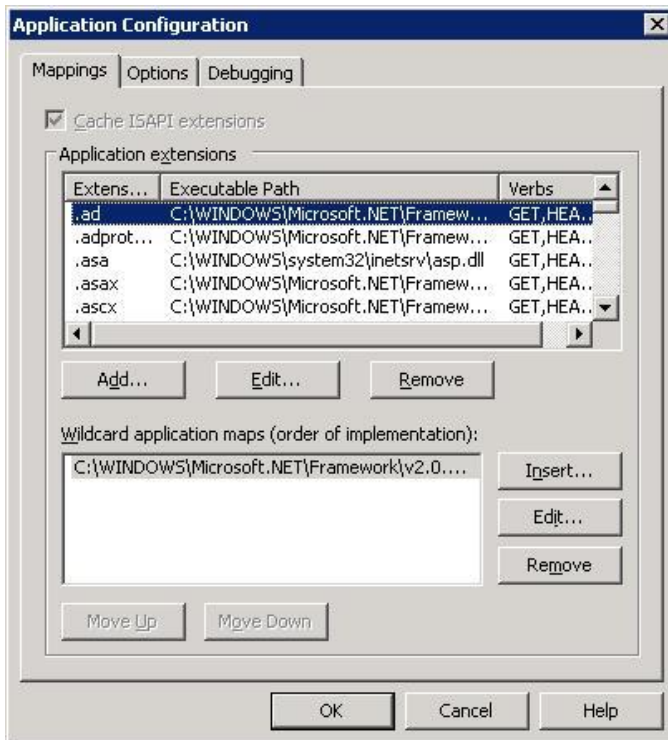 Application Configuration
Mappings Options Debugging
Cache ISAPI extensions
Application extensions
Extens... Executable Path Verbs
.ad C:\WINDOWS\Microsoft.NET\Framew... GET,HEA...
.adprot... C:\WINDOWS\Microsoft.NET\Framew... GET,HEA...
.asa C:\WINDOWS\system32\inetsrv\asp.dll GET,HEA...
.asax C:\WINDOWS\Microsoft.NET\Framew... GET,HEA...
.ascx C:\WINDOWS\Microsoft.NET\Framew... GET,HEA...
Add... Edit... Remove
Wildcard application maps (order of implementation):
C:\WINDOWS\Microsoft.NET\Framework\v2.0....
Insert...
Edit...
Remove
Move Up Move Down
OK Cancel Help